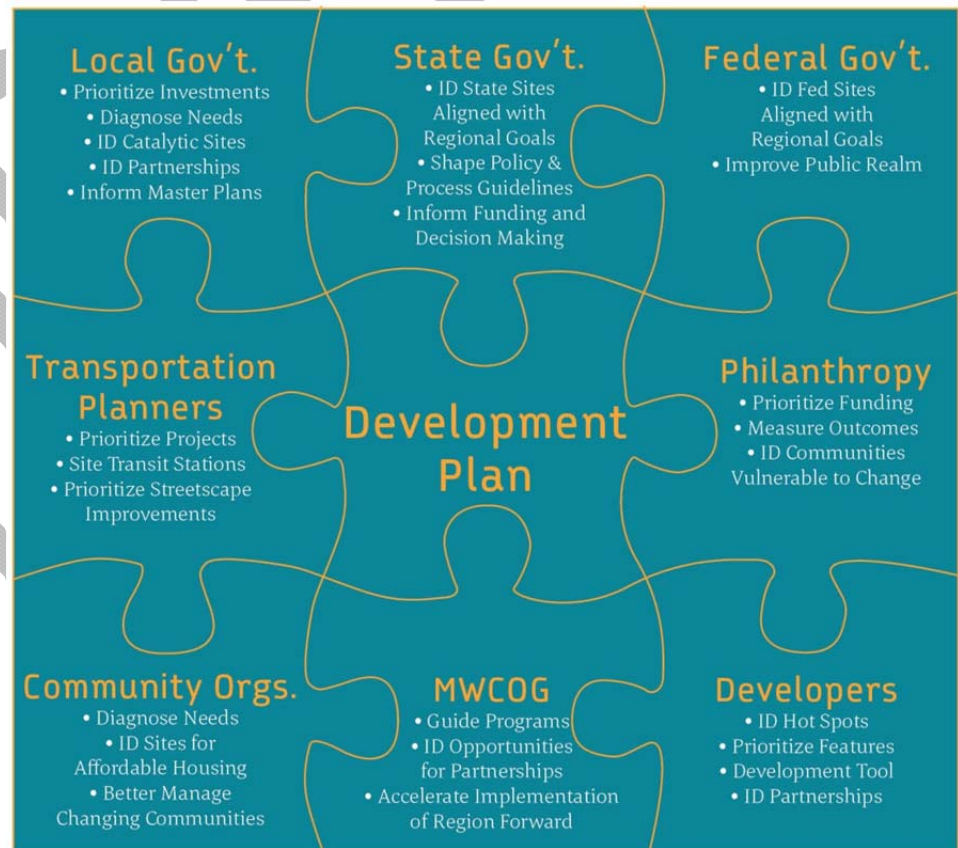 Local Gov't.
• Prioritize Investments
• Diagnose Needs
• ID Catalytic Sites
• ID Partnerships
• Inform Master Plans
State Gov't.
• ID State Sites
Aligned with
Regional Goals
• Shape Policy &
Process Guidelines
• Inform Funding and
Decision Making
Federal Gov't.
• ID Fed Sites
Aligned with
Regional Goals
• Improve Public Realm
Transportation
Planners
• Prioritize Projects
• Site Transit Stations
• Prioritize Streetscape
Improvements
Development
Plan
Philanthropy
• Prioritize Funding
• Measure Outcomes
• ID Communities
Vulnerable to Change
Community Orgs.
• Diagnose Needs
• ID Sites for
Affordable Housing
• Better Manage
Changing Communities
MWCOG
• Guide Programs
• ID Opportunities
for Partnerships
• Accelerate Implementation
of Region Forward
Developers
• ID Hot Spots
• Prioritize Features
• Development Tool
• ID Partnerships